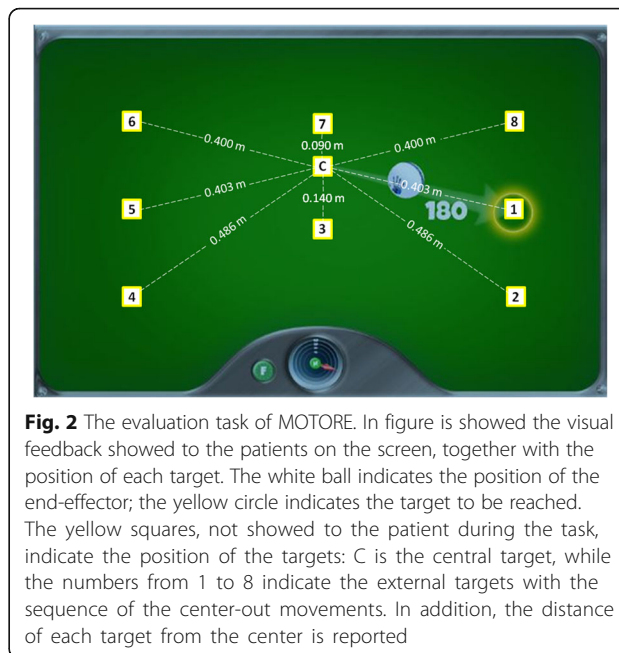 6
7
8
0.400 m
0.090 m
0.400 m
C
0.403 m
0.403 m
5
0.140 m
180
1
0.486 m
3
0.486 m
4
2
F
Fig. 2 The evaluation task of MOTORE. In figure is showed the visual
feedback showed to the patients on the screen, together with the
position of each target. The white ball indicates the position of the
end-effector; the yellow circle indicates the target to be reached.
The yellow squares, not showed to the patient during the task,
indicate the position of the targets: C is the central target, while
the numbers from 1 to 8 indicate the external targets with the
sequence of the center-out movements. In addition, the distance
of each target from the center is reported